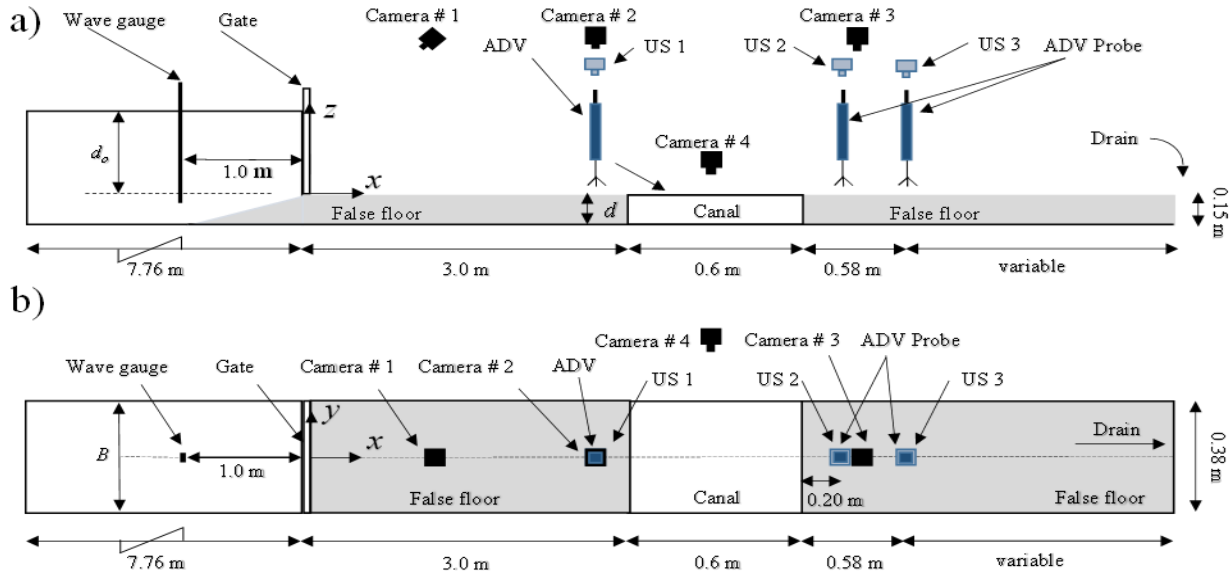 a)
Wave gauge
Gate
Camera # 1
Camera # 2
ADV
US 1
Camera # 3
US 2
US 3
ADV Probe
z
dₒ
1.0 m
x
Camera # 4
Drain
False floor
d
Canal
False floor
0.15 m
7.76 m
3.0 m
0.6 m
0.58 m
variable
b)
Camera # 4
Camera # 3
ADV Probe
Wave gauge
Gate
Camera # 1
Camera # 2
ADV
US 1
US 2
US 3
y
B
x
1.0 m
Drain
0.38 m
False floor
Canal
0.20 m
False floor
7.76 m
3.0 m
0.6 m
0.58 m
variable